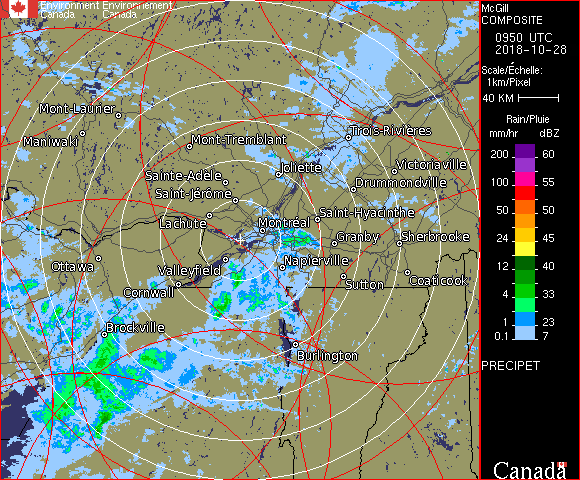 Environment Environnement
Canada Canada
Mont-Laurier
Maniwaki
Mont-Tremblant
Trois-Rivières
Sainte-Adèle
Joliette
Victoriaville
Saint-Jérôme
Drummondville
Lachute
Montréal
Saint-Hyacinthe
Granby
Sherbrooke
Ottawa
Valleyfield
Napierville
Cornwall
Sutton
Coaticook
Brockville
Burlington
McGill
COMPOSITE
0950 UTC
2018-10-28
Scale/Échelle:
1km/Pixel
40 KM
Rain/Pluie
mm/hr dBZ
200 60
100 55
50 50
24 45
12 40
4 33
1 23
0.1 7
PRECIPET
Canada